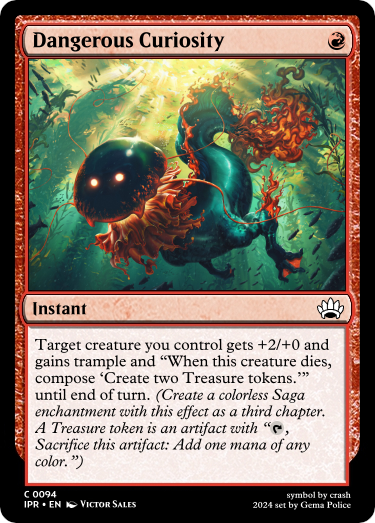 Dangerous Curiosity
Instant
Target creature you control gets +2/+0 and
gains trample and “When this creature dies,
compose ‘Create two Treasure tokens.’”
until end of turn. (Create a colorless Saga
enchantment with this effect as a third chapter.
A Treasure token is an artifact with “,
Sacrifice this artifact: Add one mana of any
color.”)
C 0094
IPR • EN VICTOR SALES
symbol by crash
2024 set by Gema Police